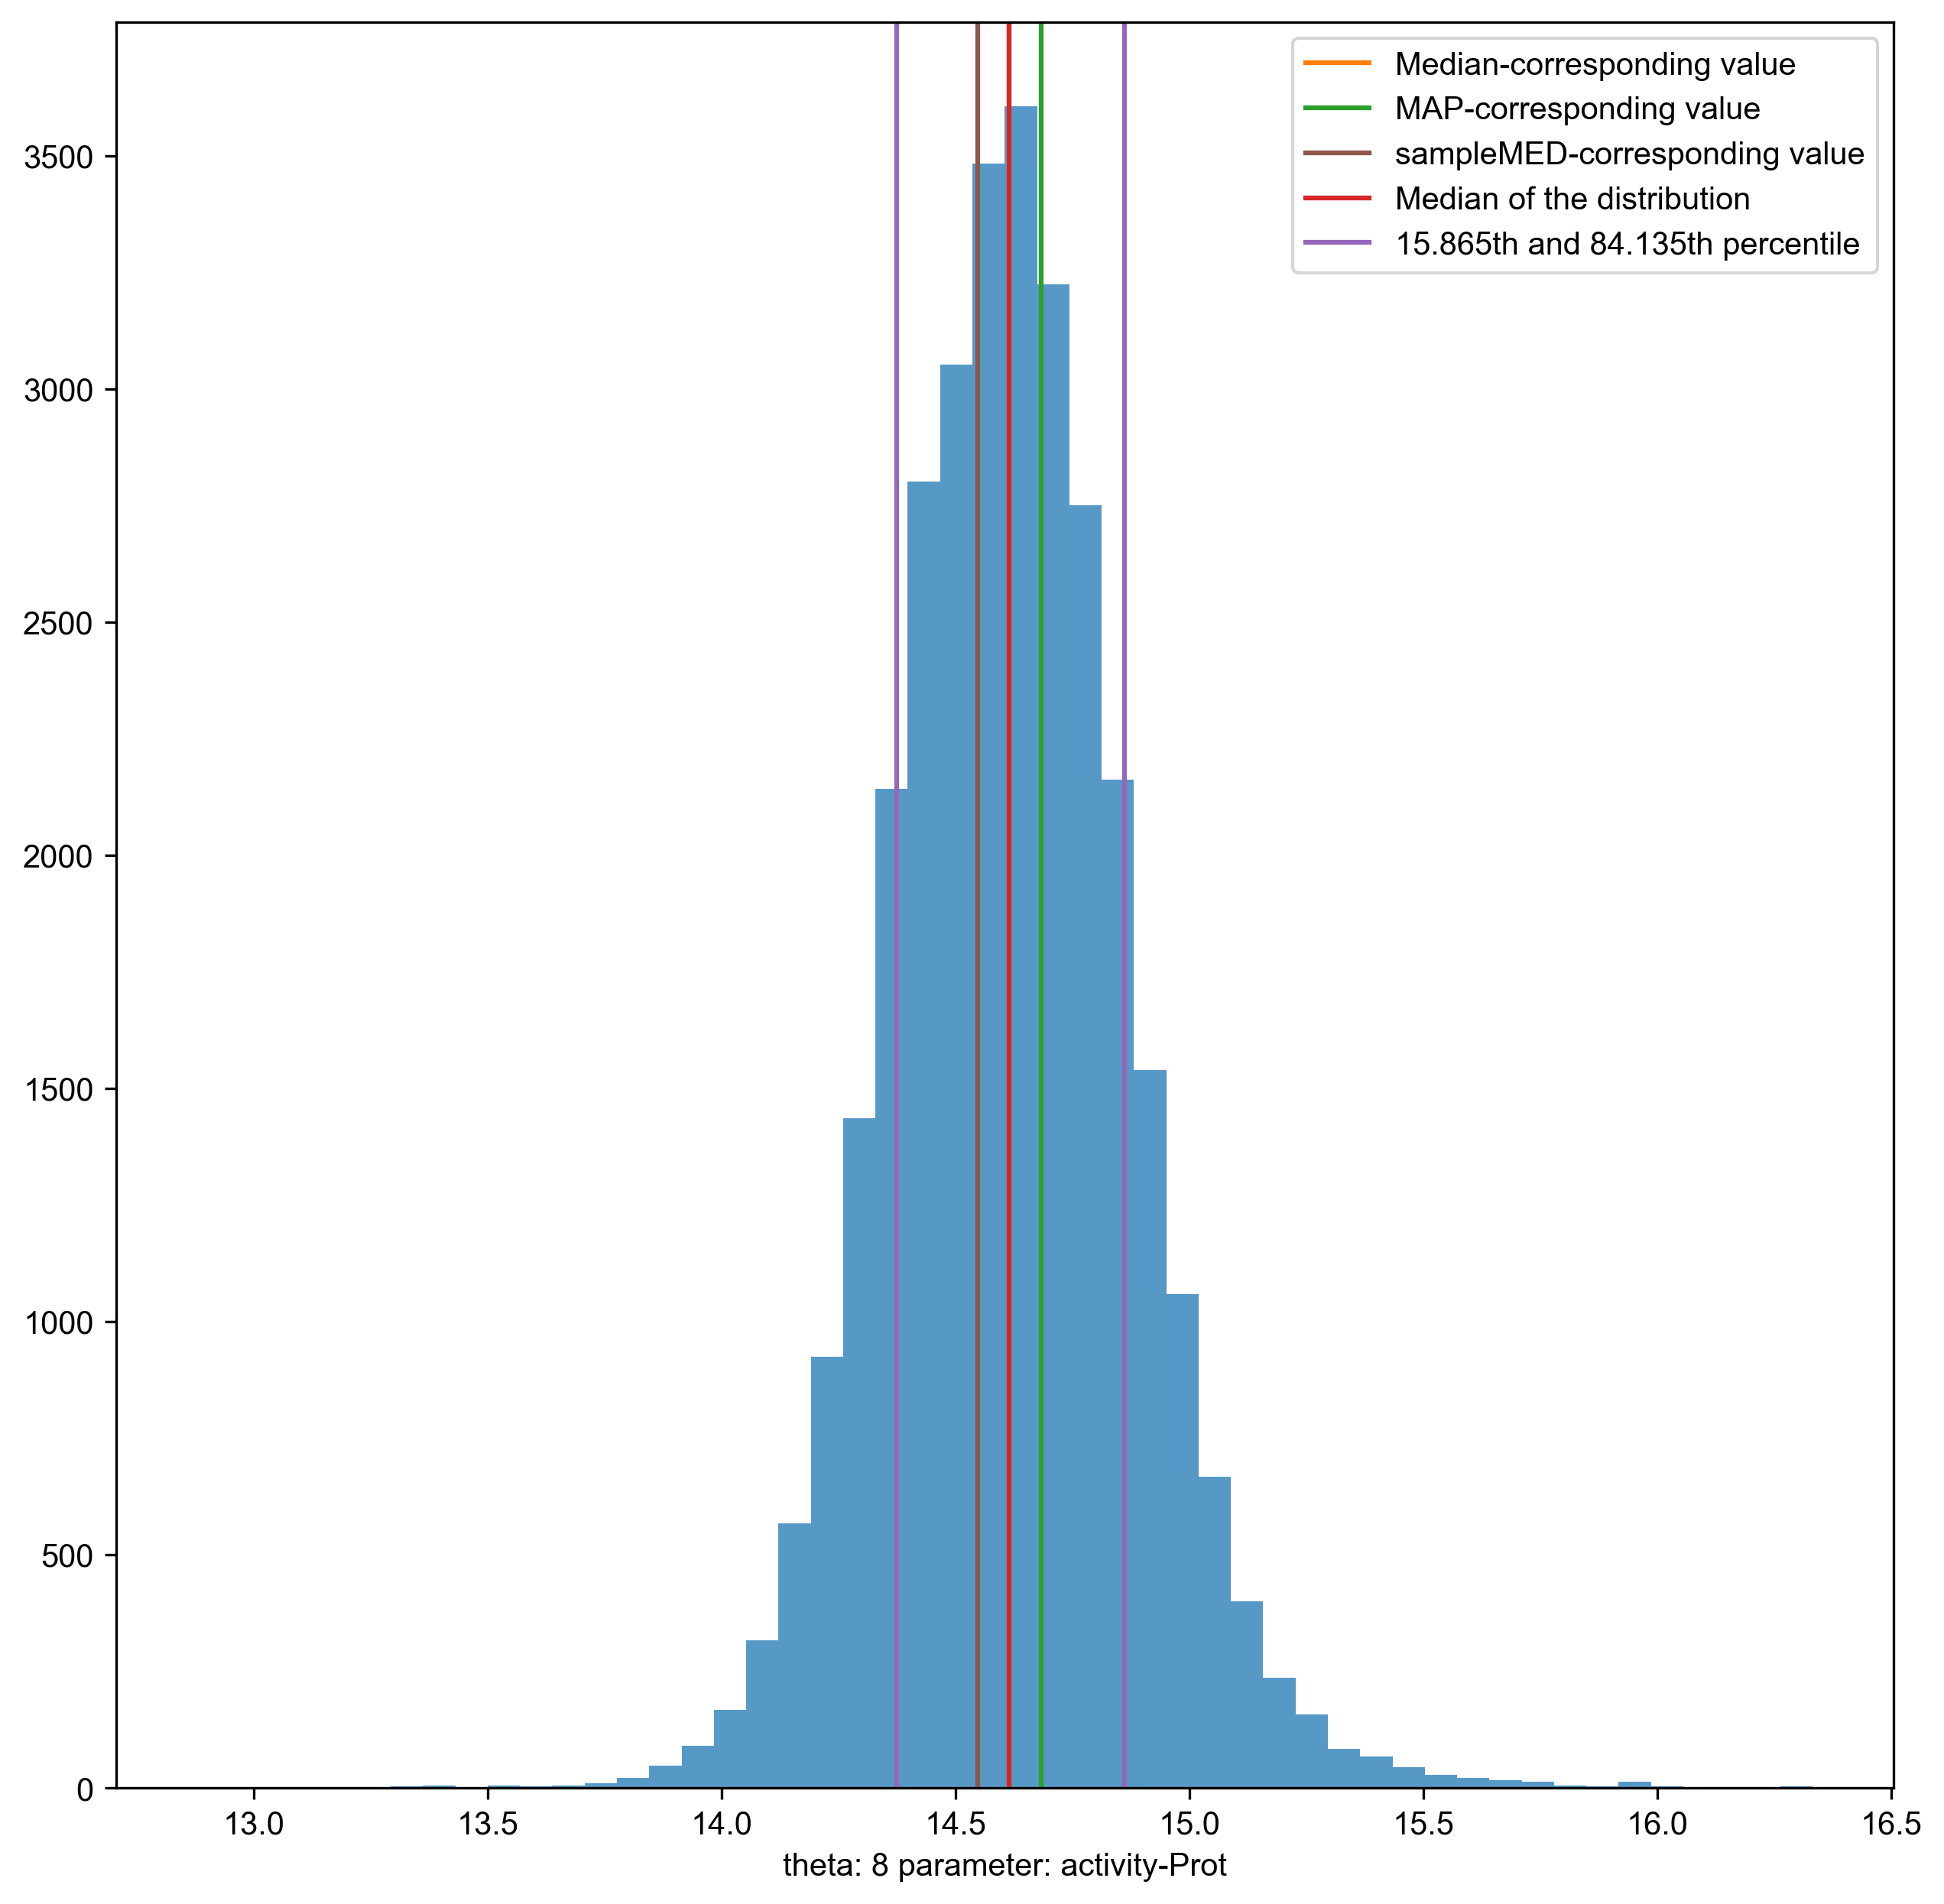 Median-corresponding value
MAP-corresponding value
sampleMED-corresponding value
Median of the distribution
15.865th and 84.135th percentile
3500
3000
2500
2000
1500
1000
500
0
13.0 13.5 14.0 14.5 15.0 15.5 16.0 16.5
theta: 8 parameter: activity-Prot